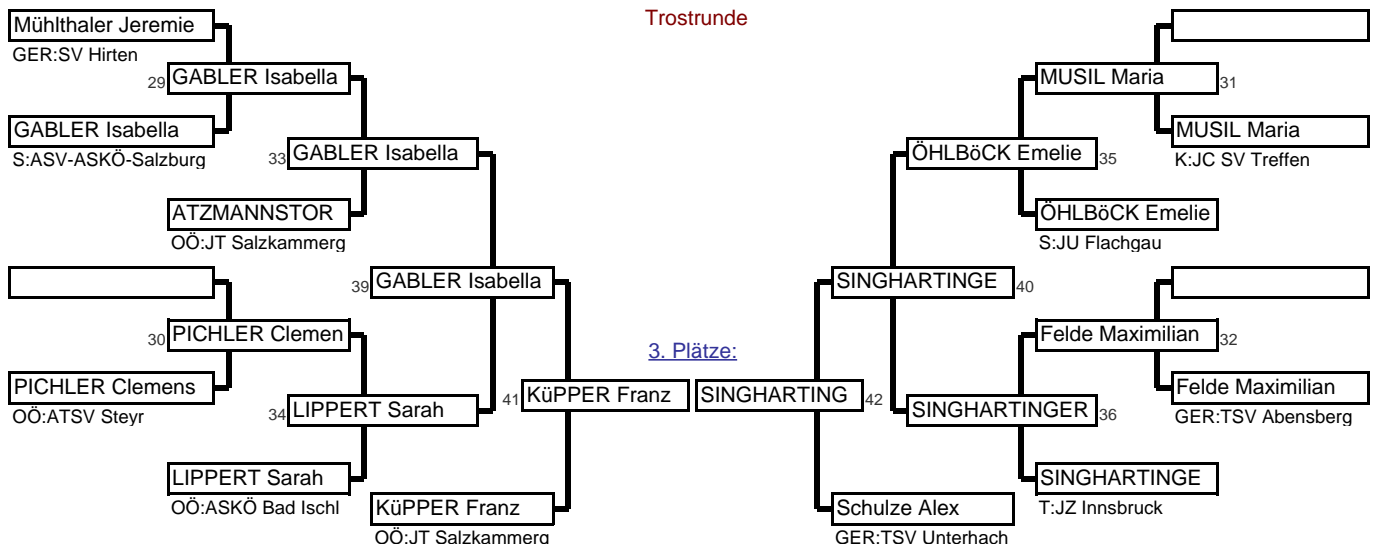 Trostrunde
Mühlthaler Jeremie
GER:SV Hirten
29 GABLER Isabella
GABLER Isabella
S:ASV-ASKÖ-Salzburg
33 GABLER Isabella
ATZMANNSTOR
OÖ:JT Salzkammerg
39 GABLER Isabella
30 PICHLER Clemen
PICHLER Clemens
OÖ:ATSV Steyr
34 LIPPERT Sarah
LIPPERT Sarah
OÖ:ASKÖ Bad Ischl
41 KüPPER Franz
KüPPER Franz
OÖ:JT Salzkammerg
3. Plätze:
MUSIL Maria 31
MUSIL Maria
K:JC SV Treffen
ÖHLBöCK Emelie 35
ÖHLBöCK Emelie
S:JU Flachgau
SINGHARTINGE 40
Felde Maximilian 32
Felde Maximilian
GER:TSV Abensberg
SINGHARTING 42
SINGHARTINGER 36
SINGHARTINGE
T:JZ Innsbruck
Schulze Alex
GER:TSV Unterhach